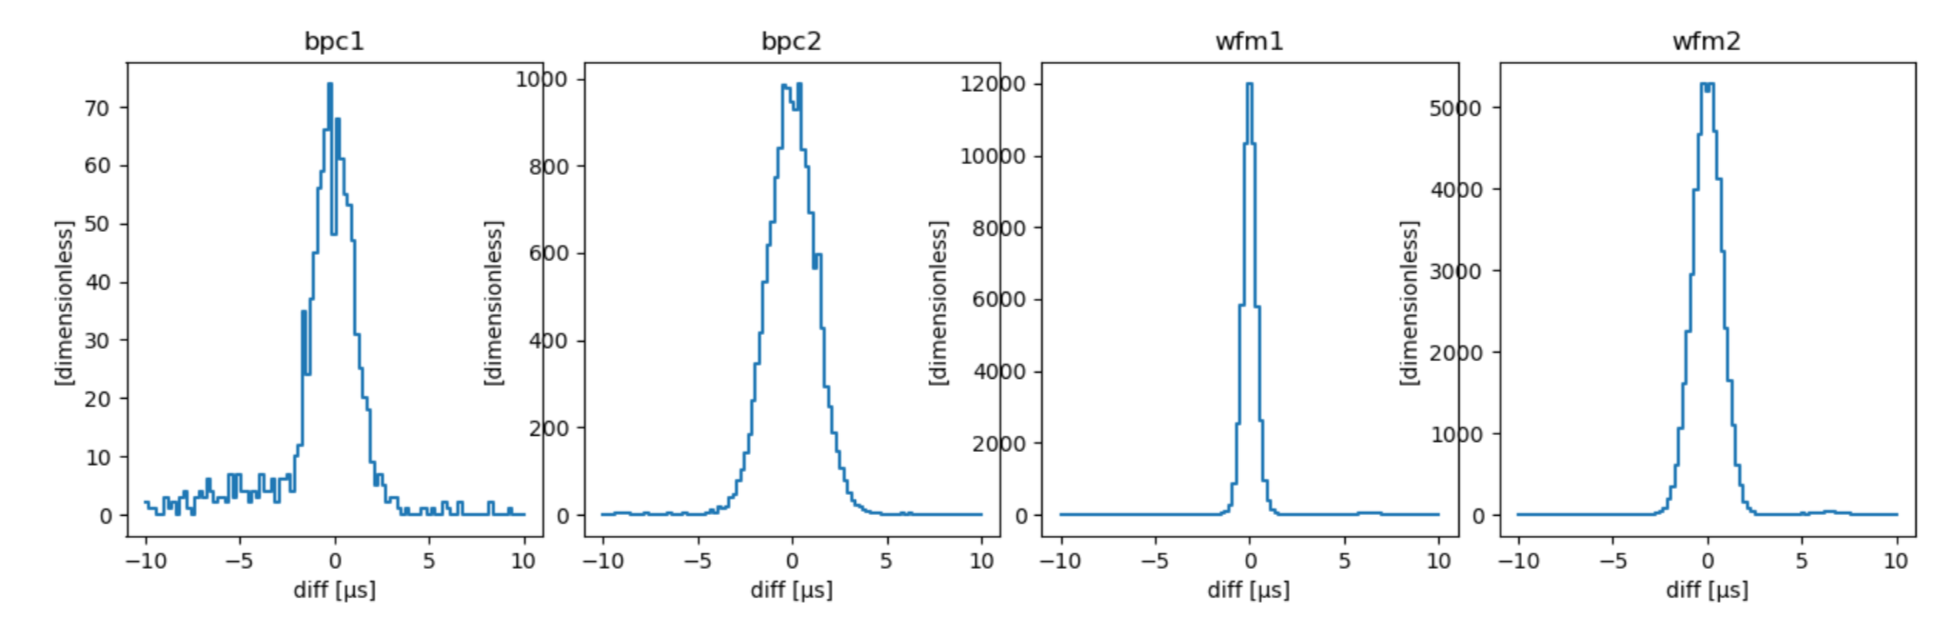 bpc1
70
60
50
40
30
20
10
0
[dimensionless]
−10 −5 0 5 10
diff [µs]
bpc2
1000
800
600
400
200
0
[dimensionless]
−10 −5 0 5 10
diff [µs]
wfm1
12000
10000
8000
6000
4000
2000
0
[dimensionless]
−10 −5 0 5 10
diff [µs]
wfm2
5000
4000
3000
2000
1000
0
[dimensionless]
−10 −5 0 5 10
diff [µs]